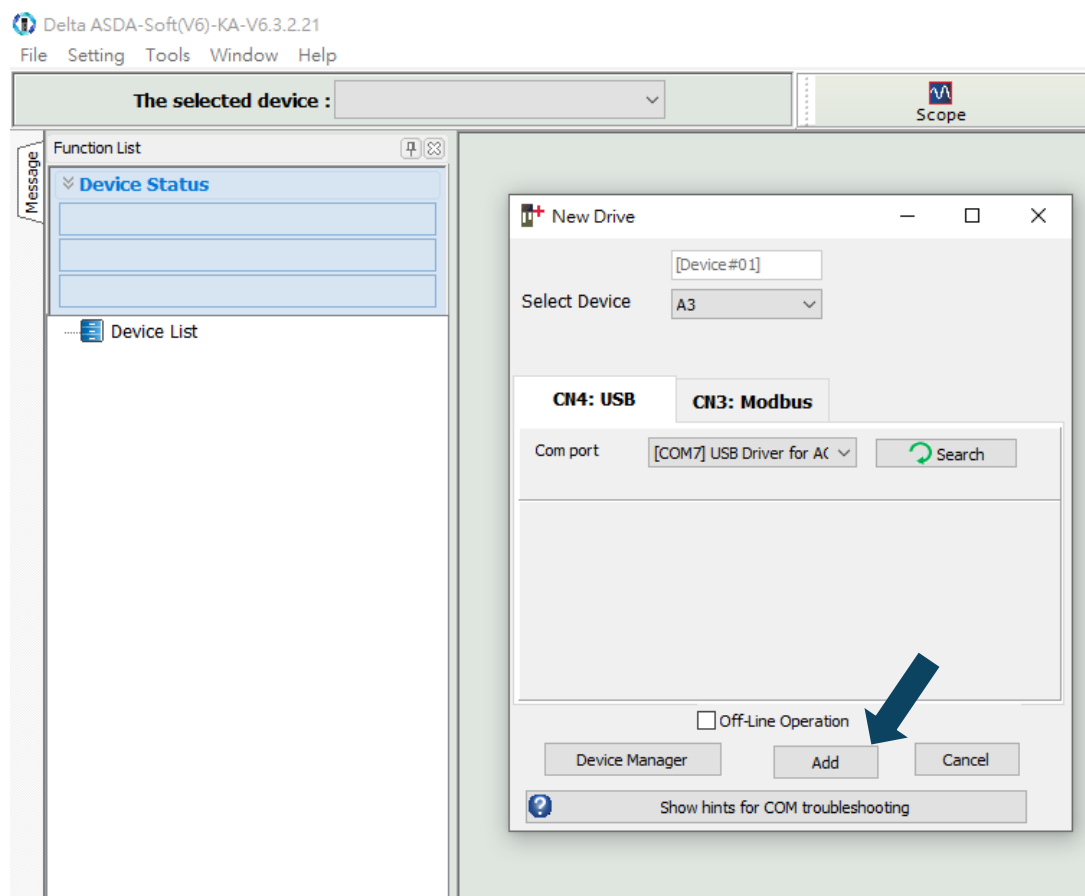 Delta ASDA-Soft(V6)-KA-V6.3.2.21
File Setting Tools Window Help
The selected device :
Scope
Message
Function List
Device Status
Device List
New Drive
[Device#01]
Select Device A3
CN4: USB CN3: Modbus
Com port [COM7] USB Driver for AC Search
Off-Line Operation
Device Manager Add Cancel
Show hints for COM troubleshooting